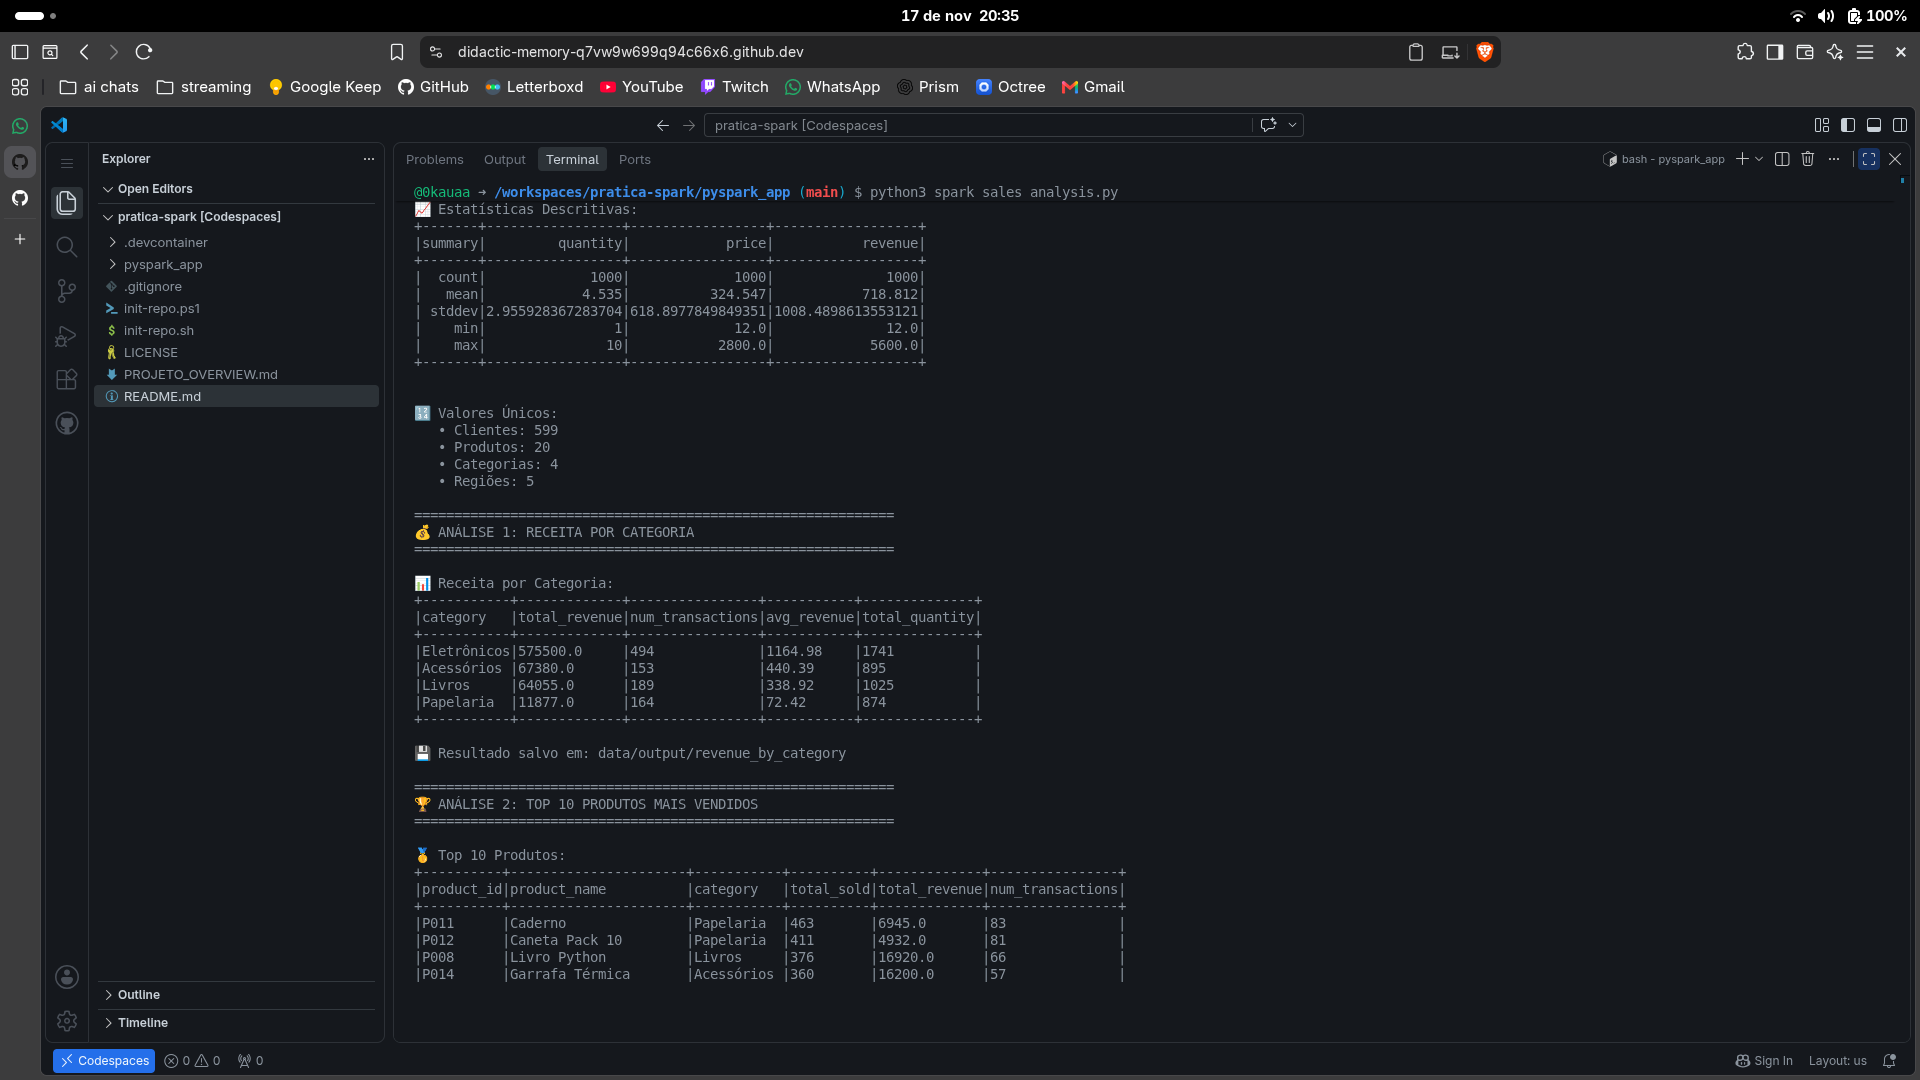 17 de nov 20:35
100%
didactic-memory-q7vw9w699q94c66x6.github.dev
ai chats
streaming
Google Keep
GitHub
Letterboxd
YouTube
Twitch
WhatsApp
Prism
Octree
Gmail
pratica-spark [Codespaces]
Explorer
Open Editors
pratica-spark [Codespaces]
.devcontainer
pyspark_app
.gitignore
init-repo.ps1
init-repo.sh
LICENSE
PROJETO_OVERVIEW.md
README.md
Outline
Timeline
Problems Output Terminal Ports
bash - pyspark_app
@0kauaa → /workspaces/pratica-spark/pyspark_app (main) $ python3 spark sales analysis.py
📈 Estatísticas Descritivas:
+-------+-----------------+-----------------+------------------+
|summary|         quantity|            price|           revenue|
+-------+-----------------+-----------------+------------------+
|  count|             1000|             1000|              1000|
|   mean|            4.535|          324.547|           718.812|
| stddev|2.955928367283704|618.8977849849351|1008.4898613553121|
|    min|                1|             12.0|              12.0|
|    max|               10|           2800.0|            5600.0|
+-------+-----------------+-----------------+------------------+
🔢 Valores Únicos:
• Clientes: 599
• Produtos: 20
• Categorias: 4
• Regiões: 5
============================================================
💰 ANÁLISE 1: RECEITA POR CATEGORIA
============================================================
📊 Receita por Categoria:
+-----------+-------------+----------------+-----------+--------------+
|category   |total_revenue|num_transactions|avg_revenue|total_quantity|
+-----------+-------------+----------------+-----------+--------------+
|Eletrônicos|575500.0     |494             |1164.98    |1741          |
|Acessórios |67380.0      |153             |440.39     |895           |
|Livros     |64055.0      |189             |338.92     |1025          |
|Papelaria  |11877.0      |164             |72.42      |874           |
+-----------+-------------+----------------+-----------+--------------+
💾 Resultado salvo em: data/output/revenue_by_category
============================================================
🏆 ANÁLISE 2: TOP 10 PRODUTOS MAIS VENDIDOS
============================================================
🥇 Top 10 Produtos:
+----------+----------------------+-----------+----------+-------------+----------------+
|product_id|product_name          |category   |total_sold|total_revenue|num_transactions|
+----------+----------------------+-----------+----------+-------------+----------------+
|P011      |Caderno               |Papelaria  |463       |6945.0       |83              |
|P012      |Caneta Pack 10        |Papelaria  |411       |4932.0       |81              |
|P008      |Livro Python          |Livros     |376       |16920.0      |66              |
|P014      |Garrafa Térmica       |Acessórios |360       |16200.0      |57              |
Codespaces 0 0 0
Sign In Layout: us